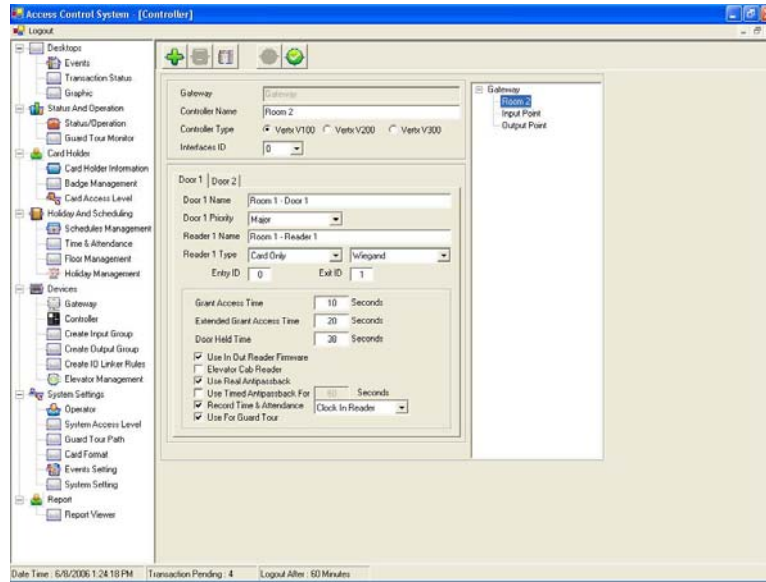 Access Control System - [Controller]
Logout
Desktops
Events
Transaction Status
Graphic
Status And Operation
Status/Operation
Guard Tour Monitor
Card Holder
Card Holder Information
Badge Management
Card Access Level
Holiday And Scheduling
Schedules Management
Time & Attendance
Floor Management
Holiday Management
Devices
Gateway
Controller
Create Input Group
Create Output Group
Create IO Linker Rules
Elevator Management
System Settings
Operator
System Access Level
Guard Tour Path
Card Format
Events Setting
System Setting
Report
Report Viewer
Gateway Gateway
Controller Name Room 2
Controller Type Vertx V100 Vertx V200 Vertx V300
Interfaces ID 0
Door 1 Door 2
Door 1 Name Room 1 - Door 1
Door 1 Priority Major
Reader 1 Name Room 1 - Reader 1
Reader 1 Type Card Only Wiegand
Entry ID 0 Exit ID 1
Grant Access Time 10 Seconds
Extended Grant Access Time 20 Seconds
Door Held Time 30 Seconds
Use In Out Reader Firmware
Elevator Cab Reader
Use Real Antipassback
Use Timed Antipassback For 60 Seconds
Record Time & Attendance Clock In Reader
Use For Guard Tour
Gateway
Room 2
Input Point
Output Point
Date Time : 6/8/2006 1:24:18 PM Transaction Pending : 4 Logout After : 60 Minutes